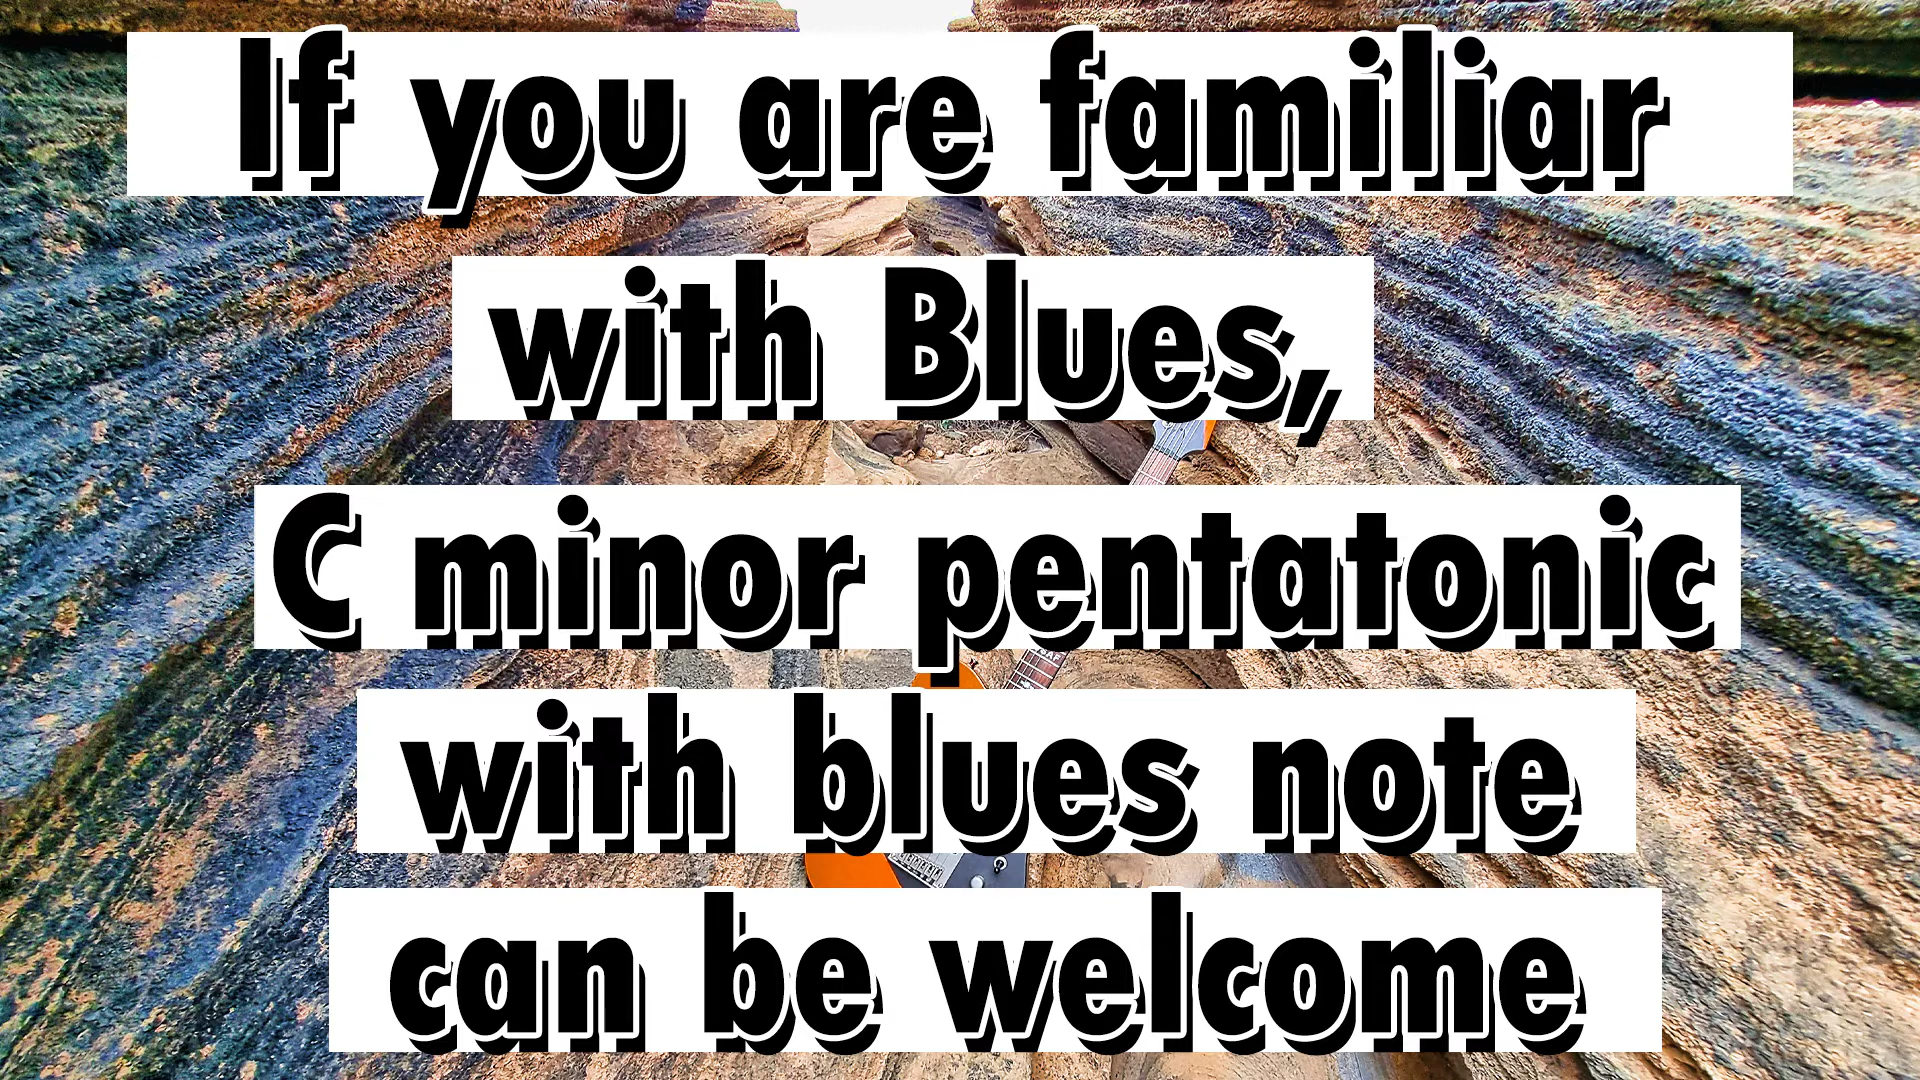 If you are familiar
with Blues,
C minor pentatonic
with blues note
can be welcome